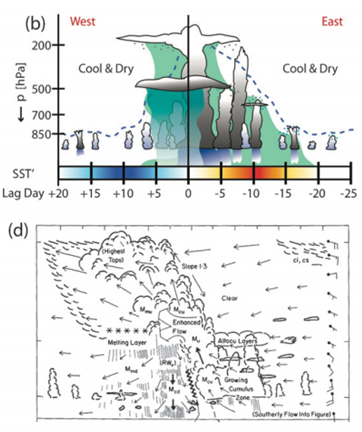 (b) West East
p [hPa]
200
Cool & Dry Cool & Dry
500
700
850
SST'
Lag Day +20 +15 +10 +5 0 -5 -10 -15 -20 -25
(d)
(Highest
Tops)
Slope 1:3
ci, cs
Clear
Enhanced
Flow
Melting Layer
Altocu Layers
Growing
Cumulus
Zone
(Southerly Flow Into Figure)